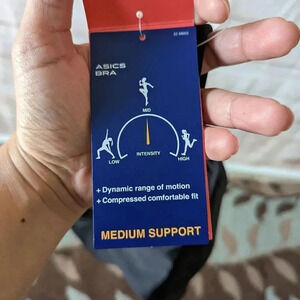 ASICS
BRA
MID
INTENSITY
LOW
HIGH
+ Dynamic range of motion
+ Compressed comfortable fit
MEDIUM SUPPORT